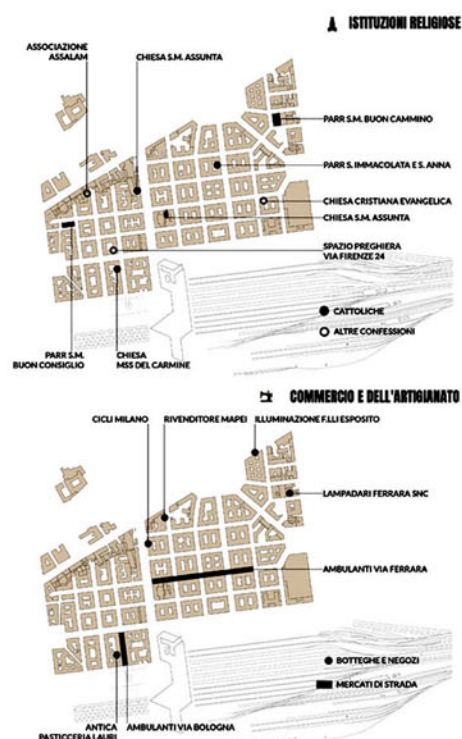 ISTITUZIONI RELIGIOSE
ASSOCIAZIONE
ASSALAM
CHIESA S.M. ASSUNTA
PARR S.M. BUON CAMMINO
PARR S. IMMACOLATA E S. ANNA
CHIESA CRISTIANA EVANGELICA
CHIESA S.M. ASSUNTA
SPAZIO PREGHIERA
VIA FIRENZE 24
CATTOLICHE
ALTRE CONFESSIONI
PARR S.M.
BUON CONSIGLIO
CHIESA
MSS DEL CARMINE
COMMERCIO E DELL'ARTIGIANATO
CICLI MILANO
RIVENDITORE MAPEI
ILLUMINAZIONE F.LLI ESPOSITO
LAMPADARI FERRARA SNC
AMBULANTI VIA FERRARA
BOTTEGHE E NEGOZI
MERCATI DI STRADA
ANTICA
PASTICCERIA LAURI
AMBULANTI VIA BOLOGNA